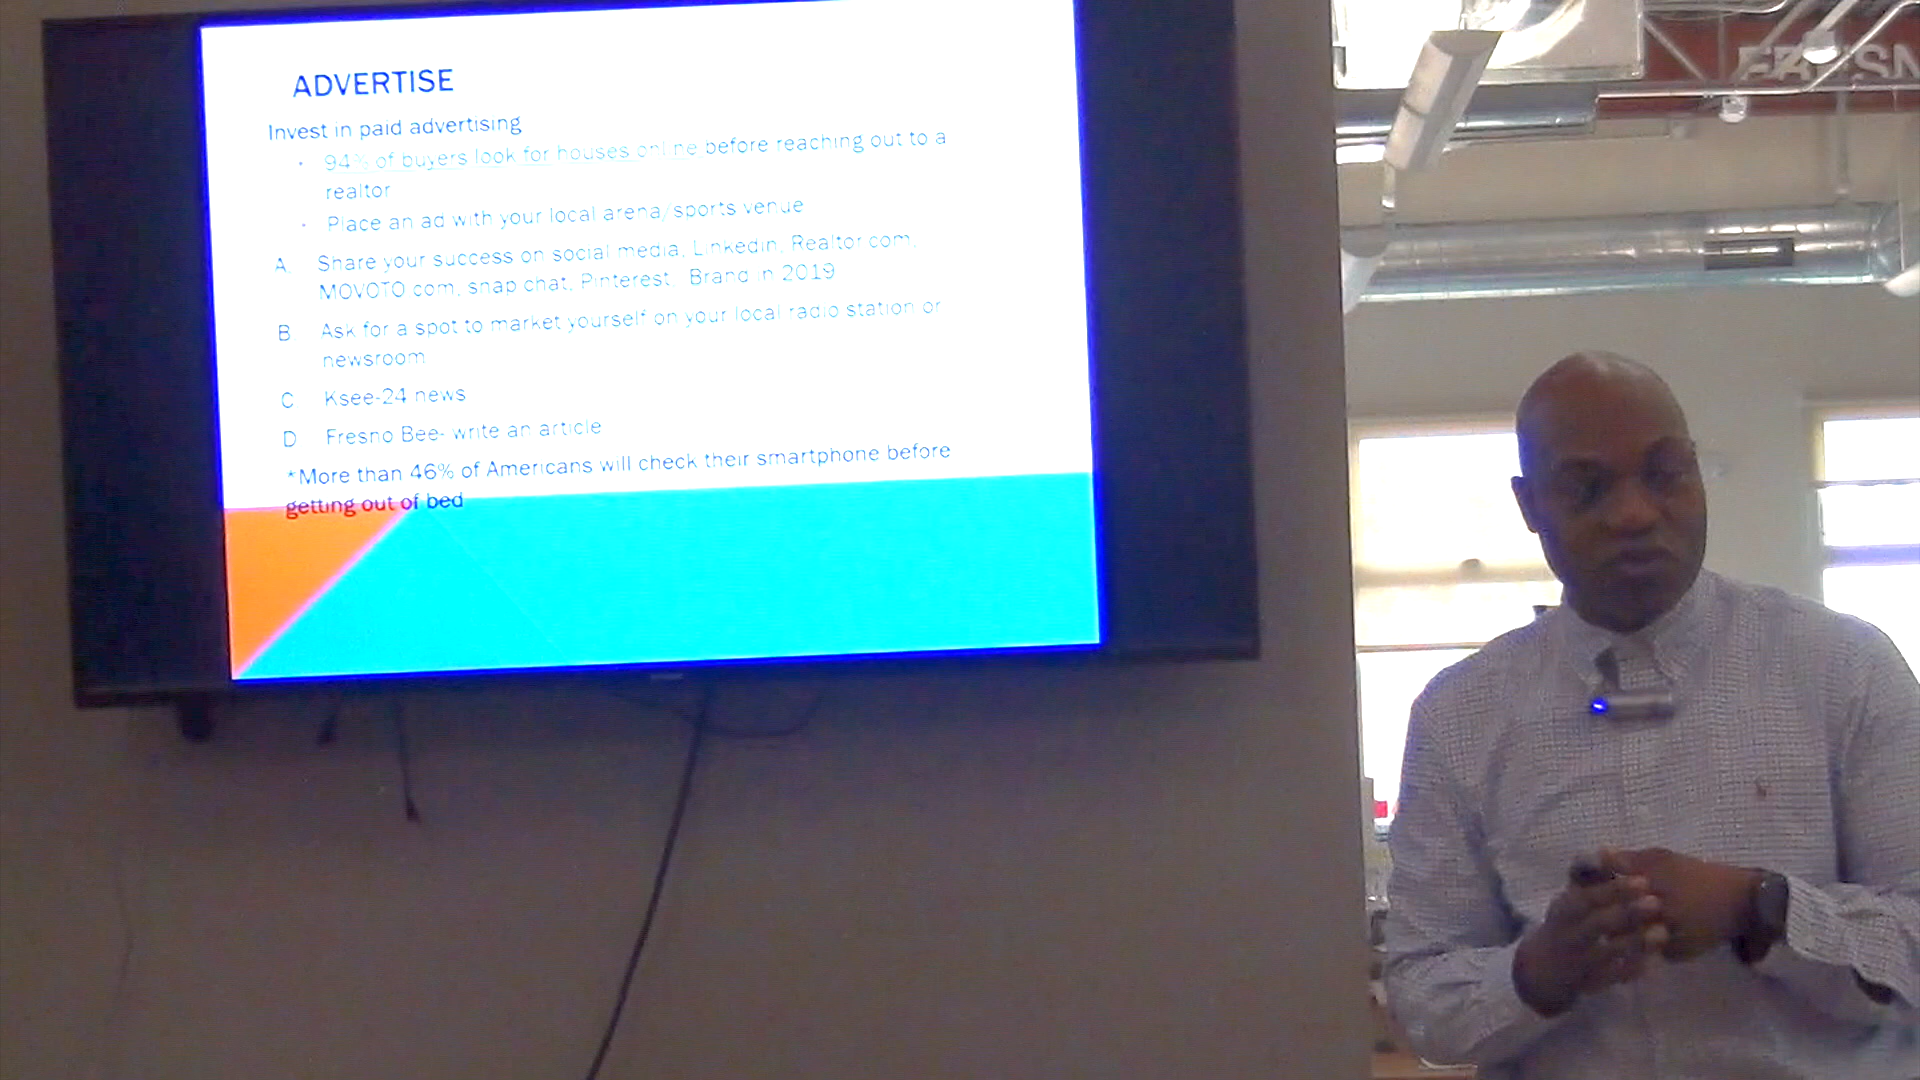 ADVERTISE
Invest in paid advertising
94% of buyers look for houses online before reaching out to a
realtor
Place an ad with your local arena/sports venue
A. Share your success on social media, Linkedin, Realtor.com,
MOVOTO.com, snap chat, Pinterest. Brand in 2019
B. Ask for a spot to market yourself on your local radio station or
newsroom
C. Ksee-24 news
D. Fresno Bee- write an article
*More than 46% of Americans will check their smartphone before
getting out of bed